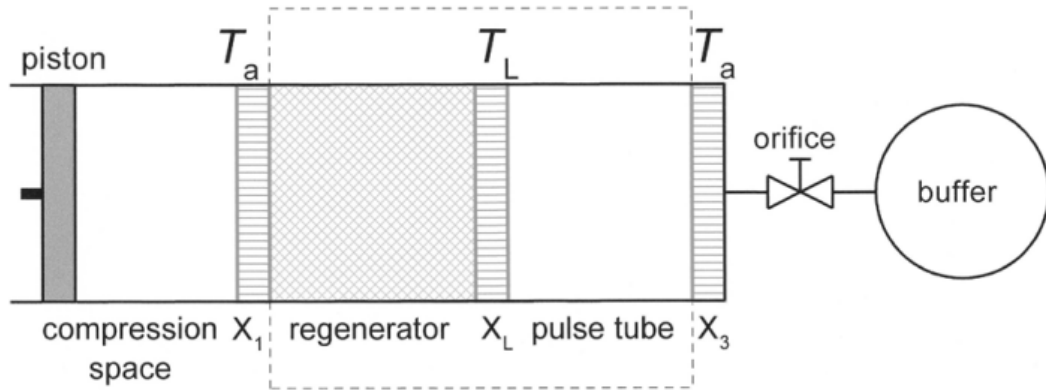 piston
Ta
TL
Ta
orifice
buffer
compression space
X1
regenerator
XL
pulse tube
X3